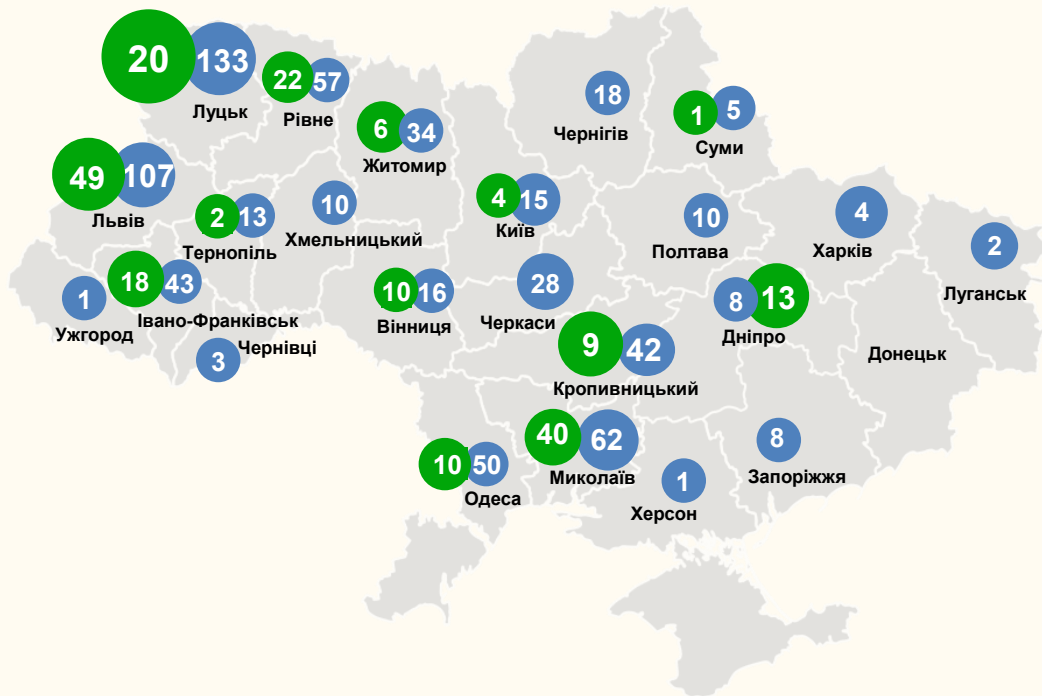 20 133
Луцьк
22 57
Рівне
6 34
Житомир
18
Чернігів
1 5
Суми
49 107
Львів
2 13
Тернопіль
10
Хмельницький
4 15
Київ
10
Полтава
4
Харків
2
Луганськ
1
Ужгород
18 43
Івано-Франківськ
3
Чернівці
10 16
Вінниця
28
Черкаси
8 13
Дніпро
Донецьк
9 42
Кропивницький
10 50
Одеса
40 62
Миколаїв
1
Херсон
8
Запоріжжя